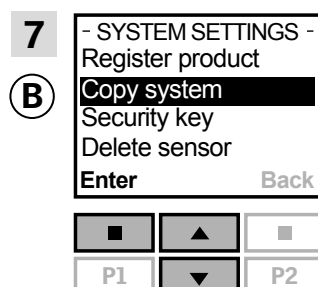 7
B
- SYSTEM SETTINGS -
Register product
Copy system
Security key
Delete sensor
Enter Back
P1 P2